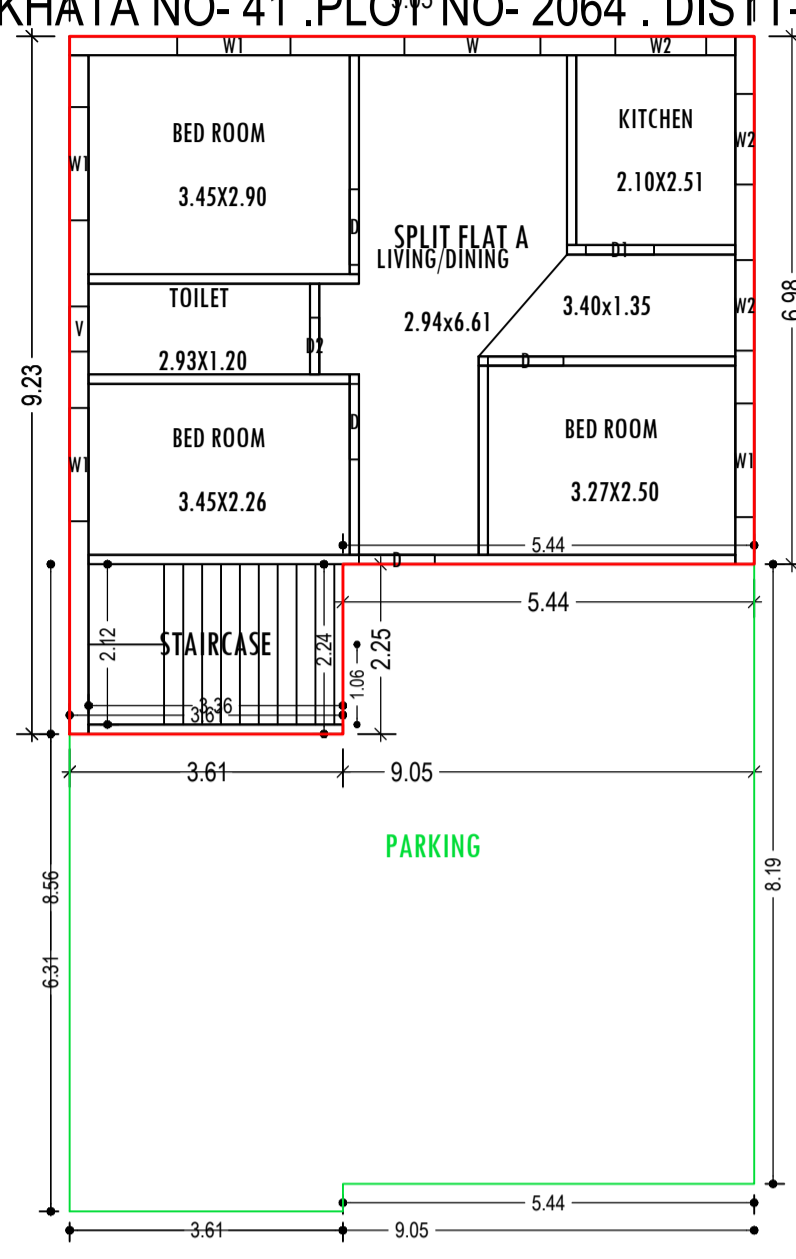 KHATA NO- 41 .PLOT NO- 2064 . DISTT-
9.05
W1 W W2
BED ROOM
3.45X2.90
KITCHEN
2.10X2.51
W1
W2
D
SPLIT FLAT A
LIVING/DINING
2.94x6.61
D1
TOILET
2.93X1.20
V
D2
3.40x1.35
W2
6.98
9.23
D
BED ROOM
3.45X2.26
W1
D
BED ROOM
3.27X2.50
W1
D
5.44
5.44
STAIRCASE
2.12
2.24
2.25
1.06
3.36
3.61
3.61
9.05
PARKING
8.56
6.31
8.19
5.44
3.61
9.05